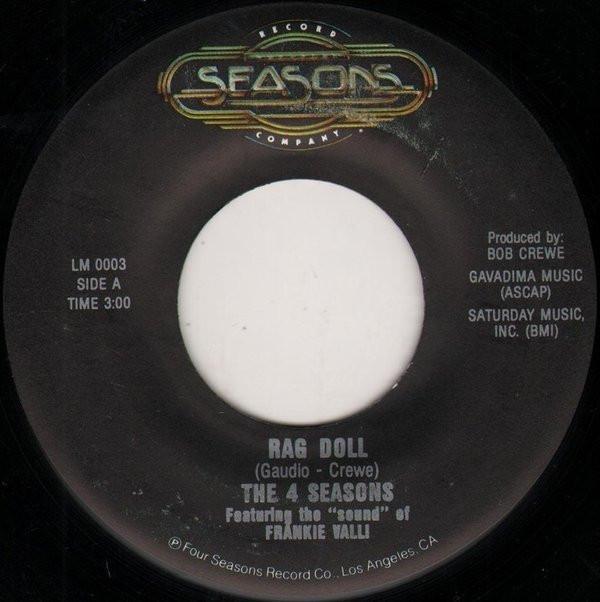 RECORD
SEASONS
COMPANY
LM 0003
SIDE A
TIME 3:00
Produced by:
BOB CREWE
GAVADIMA MUSIC
(ASCAP)
SATURDAY MUSIC,
INC. (BMI)
RAG DOLL
(Gaudio - Crewe)
THE 4 SEASONS
Featuring the "sound" of
FRANKIE VALLI
℗ Four Seasons Record Co., Los Angeles, CA